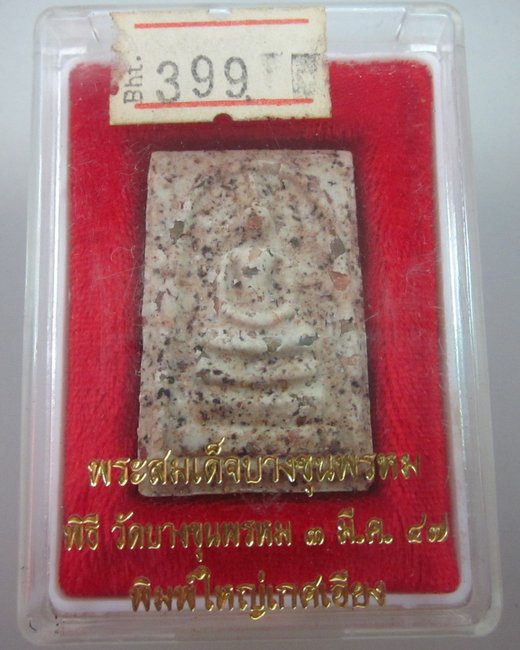 Bht. 399
พระสมเด็จบางขุนพรหม
พิธี วัดบางขุนพรหม ๓ มี.ค. ๔๗
พิมพ์ใหญ่เกศเอียง